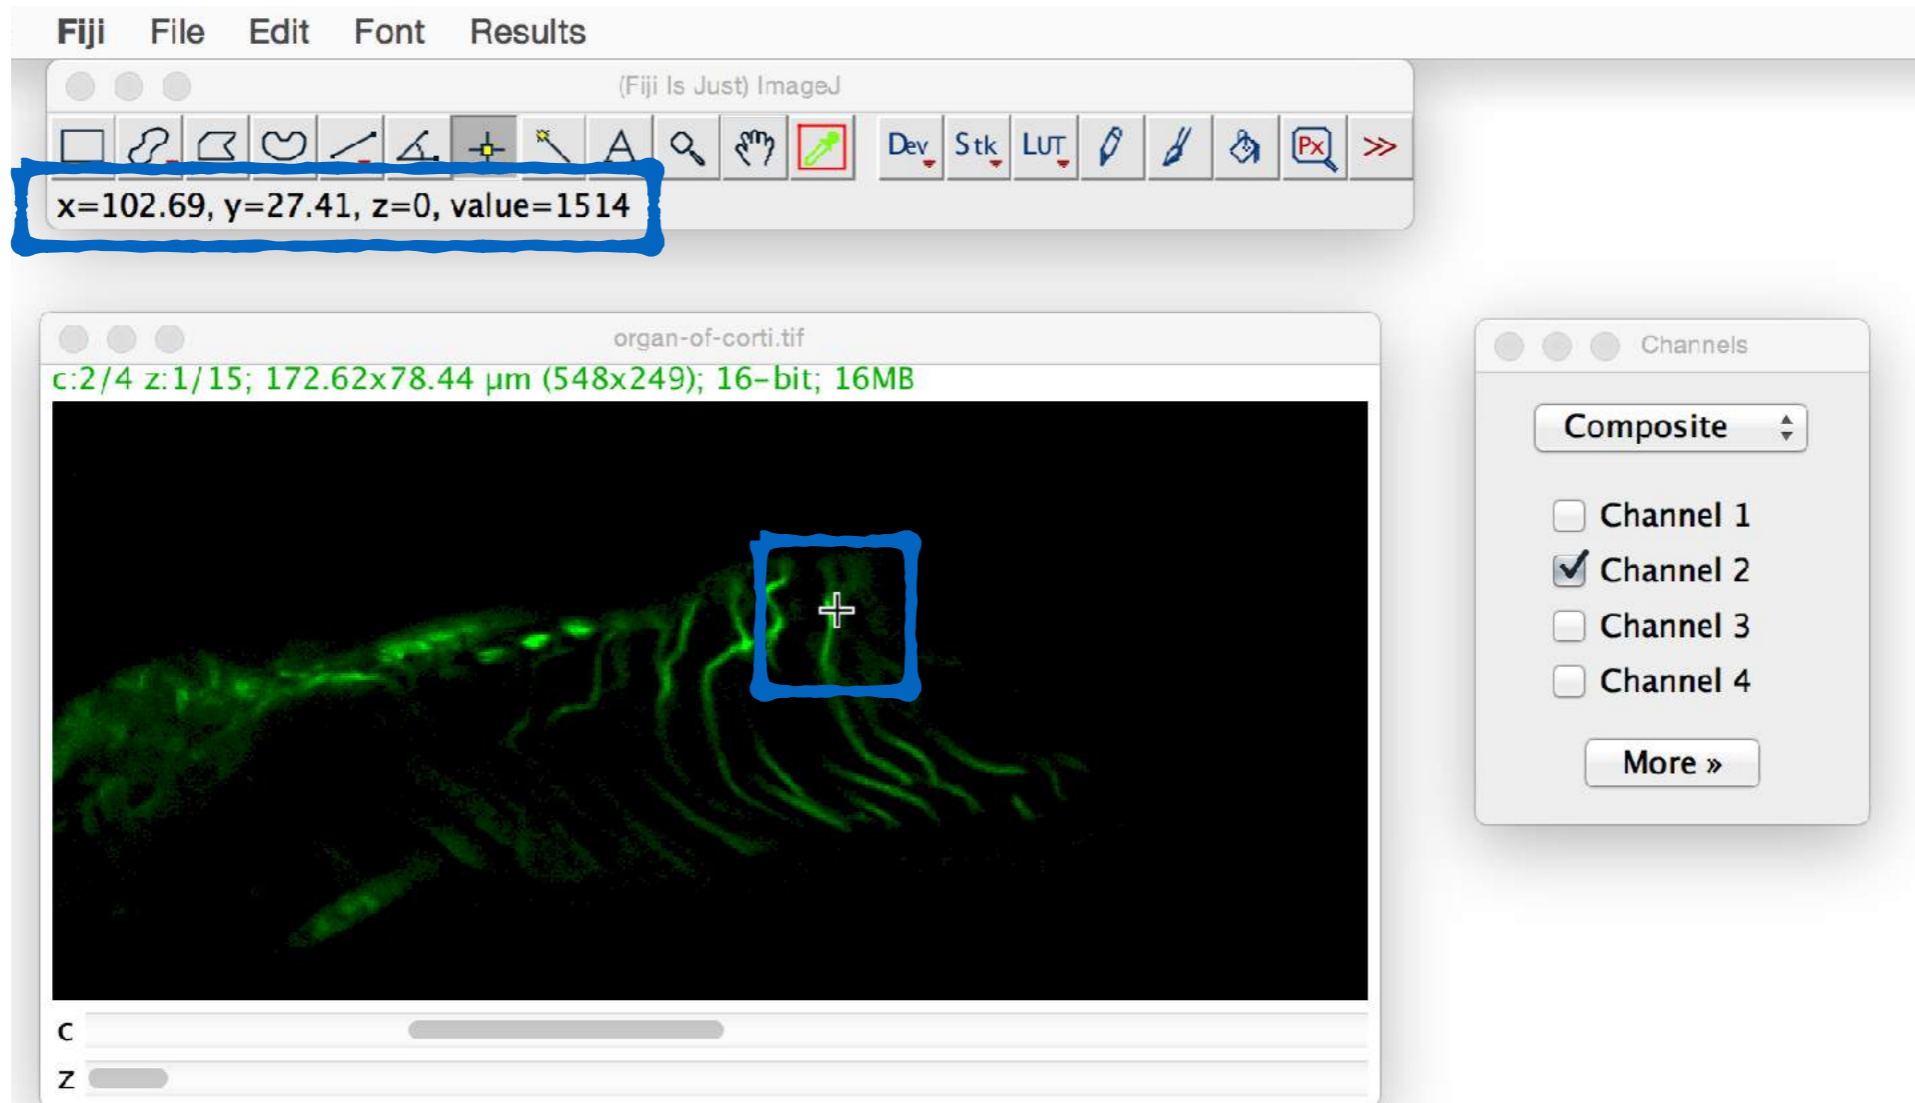 Fiji File Edit Font Results
(Fiji Is Just) ImageJ
A Dev Stk LUT Px >>
x=102.69, y=27.41, z=0, value=1514
organ-of-corti.tif
c:2/4 z:1/15; 172.62x78.44 µm (548x249); 16-bit; 16MB
c
z
Channels
Composite
Channel 1
Channel 2
Channel 3
Channel 4
More »